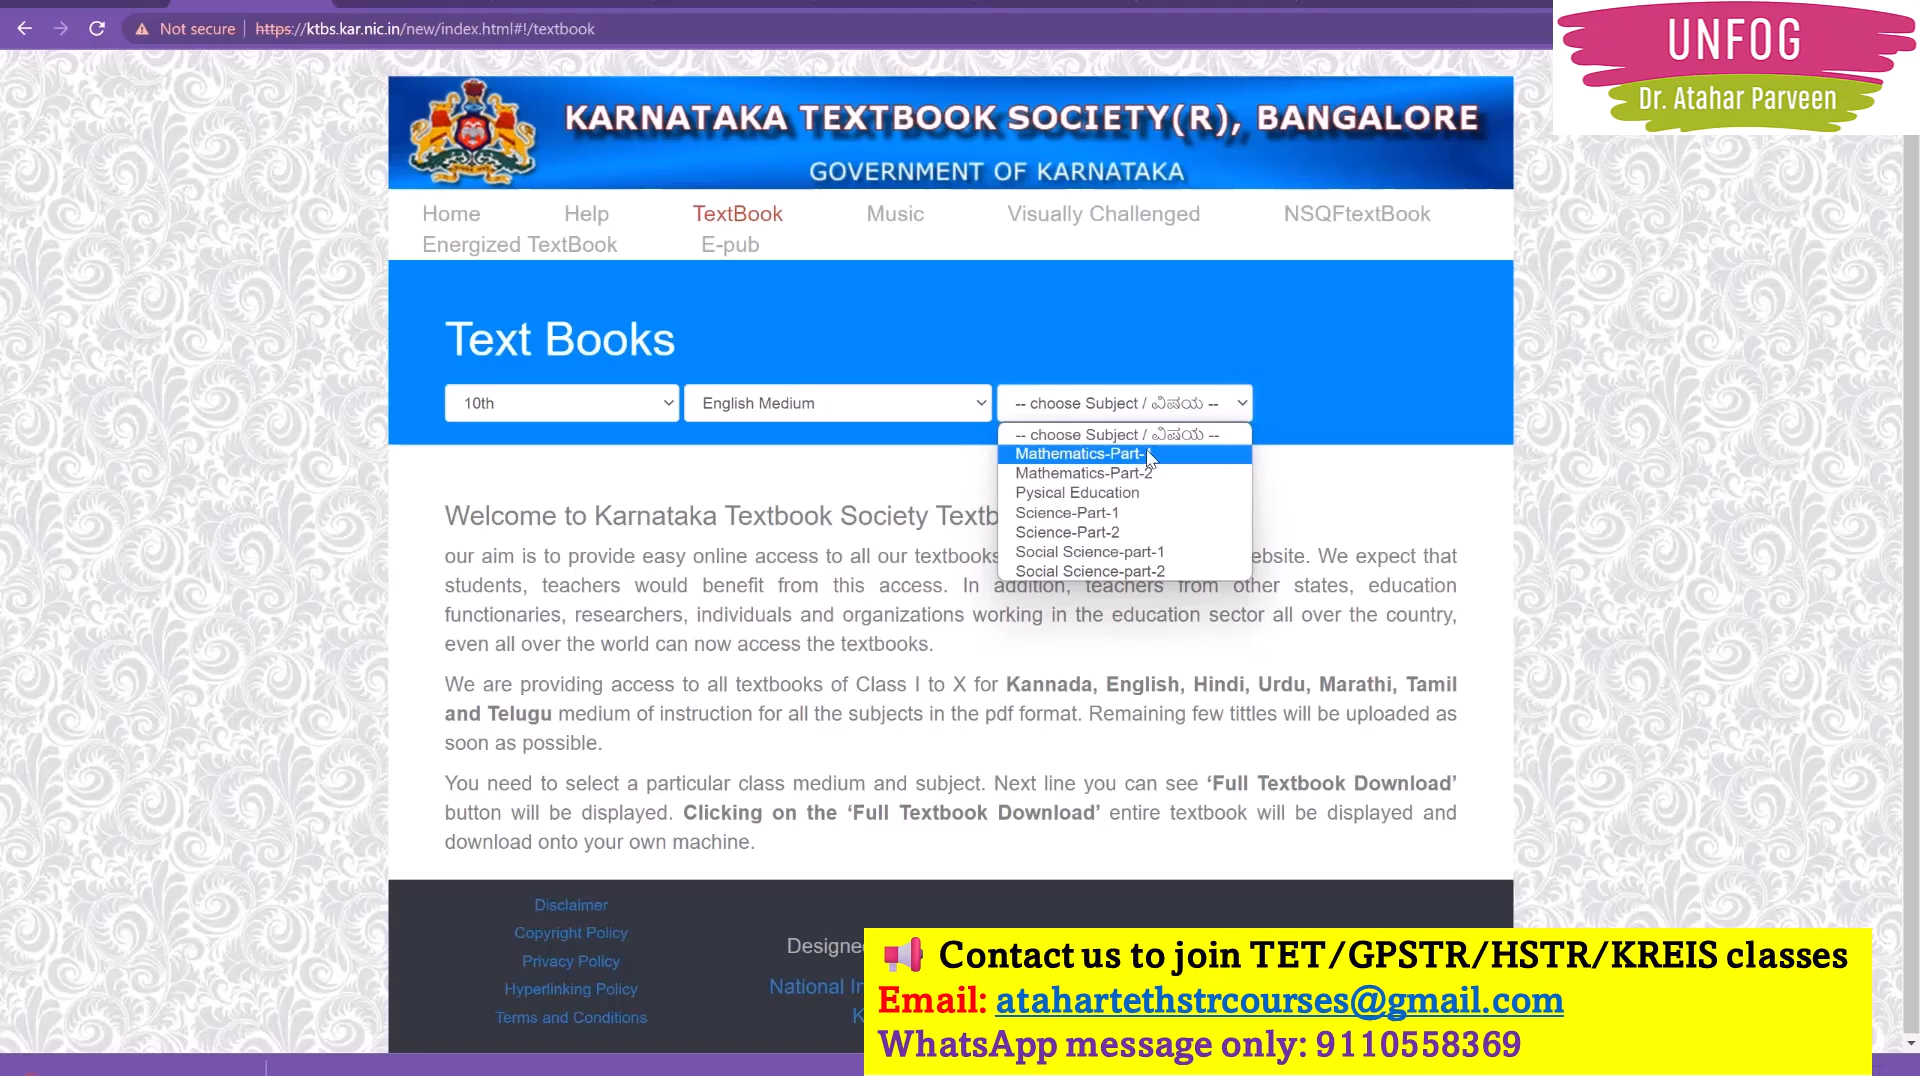 Not secure
https://ktbs.kar.nic.in/new/index.html#!/textbook
UNFOG
Dr. Atahar Parveen
KARNATAKA TEXTBOOK SOCIETY(R), BANGALORE
GOVERNMENT OF KARNATAKA
Home Help TextBook Music Visually Challenged NSQFtextBook
Energized TextBook E-pub
Text Books
10th English Medium -- choose Subject / ವಿಷಯ --
-- choose Subject / ವಿಷಯ --
Mathematics-Part-
Mathematics-Part-2
Pysical Education
Science-Part-1
Science-Part-2
Social Science-part-1
Social Science-part-2
Welcome to Karnataka Textbook Society
our aim is to provide easy online access to all our textbooks We expect that
students, teachers would benefit from this access. In addition, teachers from other states, education
functionaries, researchers, individuals and organizations working in the education sector all over the country,
even all over the world can now access the textbooks.
We are providing access to all textbooks of Class I to X for Kannada, English, Hindi, Urdu, Marathi, Tamil
and Telugu medium of instruction for all the subjects in the pdf format. Remaining few tittles will be uploaded as
soon as possible.
You need to select a particular class medium and subject. Next line you can see ‘Full Textbook Download’
button will be displayed. Clicking on the ‘Full Textbook Download’ entire textbook will be displayed and
download onto your own machine.
Disclaimer
Copyright Policy
Privacy Policy
Hyperlinking Policy
Terms and Conditions
National
📢 Contact us to join TET/GPSTR/HSTR/KREIS classes
Email: atahartethstrcourses@gmail.com
WhatsApp message only: 9110558369